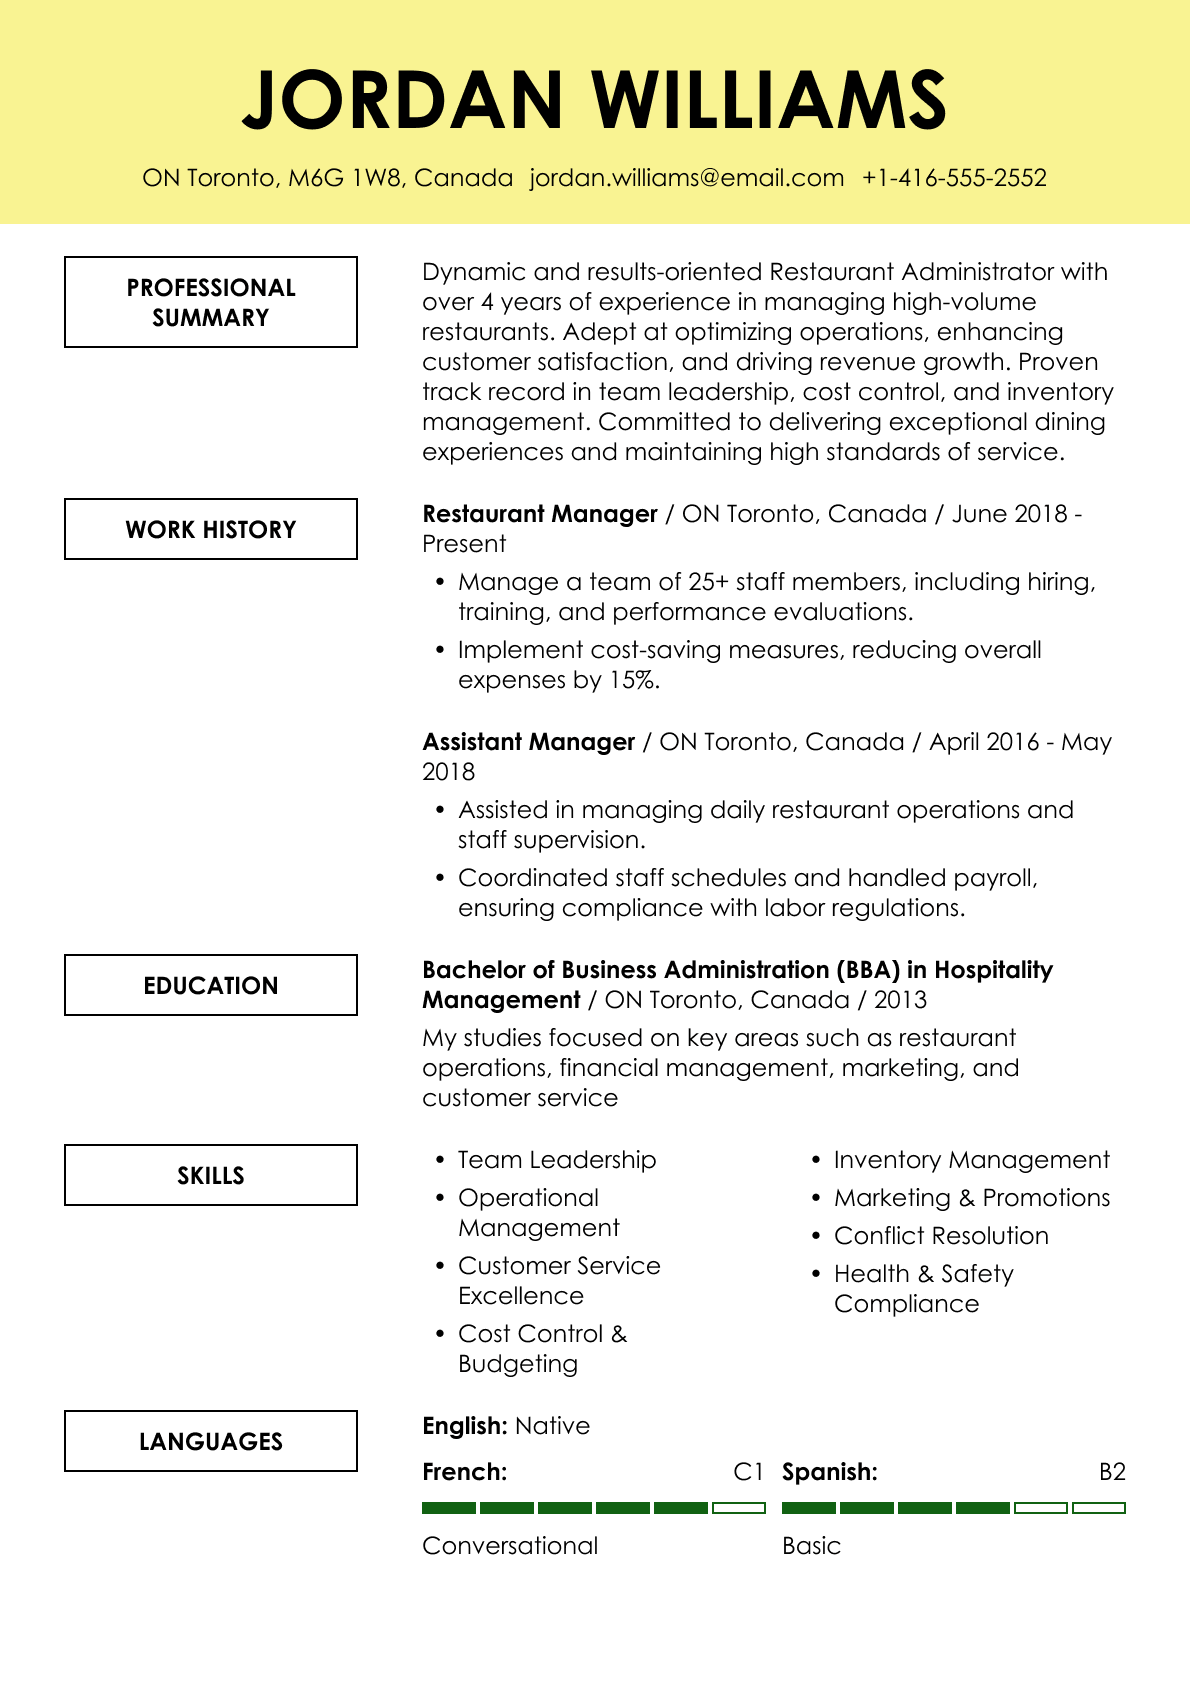 JORDAN WILLIAMS
ON Toronto, M6G 1W8, Canada jordan.williams@email.com +1-416-555-2552
PROFESSIONAL
SUMMARY
Dynamic and results-oriented Restaurant Administrator with
over 4 years of experience in managing high-volume
restaurants. Adept at optimizing operations, enhancing
customer satisfaction, and driving revenue growth. Proven
track record in team leadership, cost control, and inventory
management. Committed to delivering exceptional dining
experiences and maintaining high standards of service.
WORK HISTORY
Restaurant Manager / ON Toronto, Canada / June 2018 -
Present
• Manage a team of 25+ staff members, including hiring,
training, and performance evaluations.
• Implement cost-saving measures, reducing overall
expenses by 15%.
Assistant Manager / ON Toronto, Canada / April 2016 - May
2018
• Assisted in managing daily restaurant operations and
staff supervision.
• Coordinated staff schedules and handled payroll,
ensuring compliance with labor regulations.
EDUCATION
Bachelor of Business Administration (BBA) in Hospitality
Management / ON Toronto, Canada / 2013
My studies focused on key areas such as restaurant
operations, financial management, marketing, and
customer service
SKILLS
• Team Leadership
• Operational
Management
• Customer Service
Excellence
• Cost Control &
Budgeting
• Inventory Management
• Marketing & Promotions
• Conflict Resolution
• Health & Safety
Compliance
LANGUAGES
English: Native
French: C1
Conversational
Spanish: B2
Basic